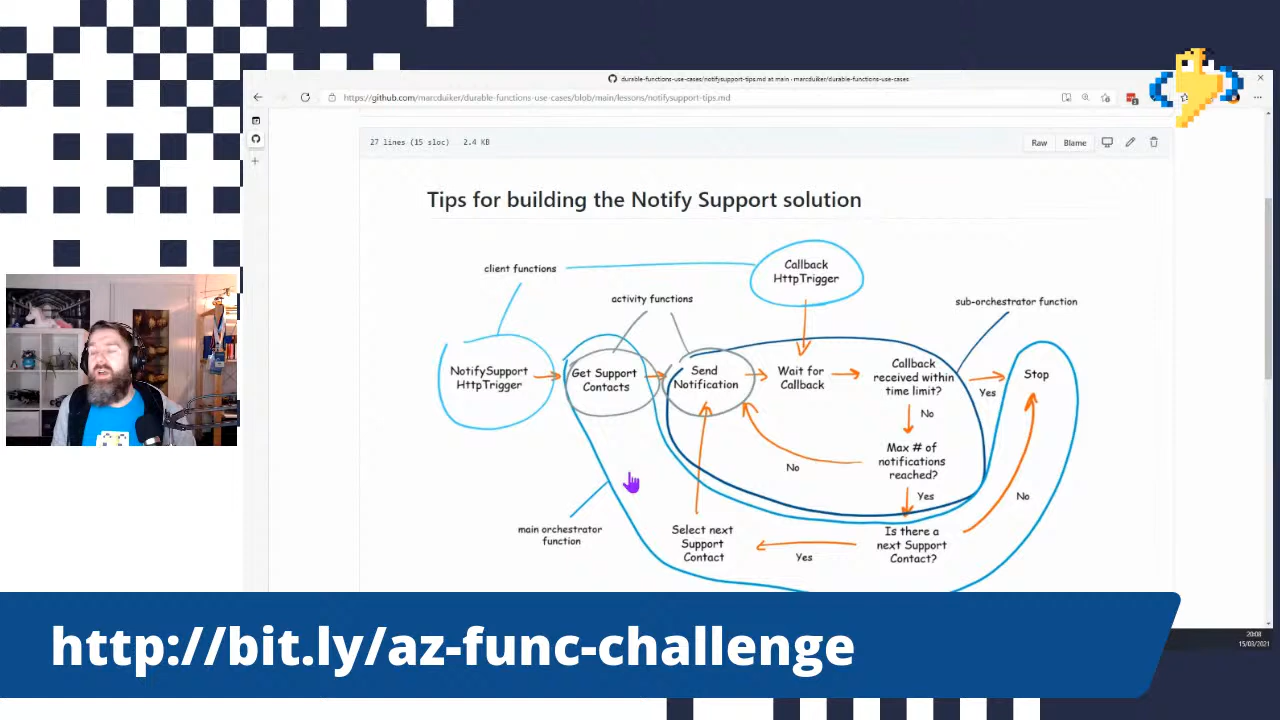 durable-functions-use-cases/notifysupport-tips.md at main · marcduiker/durable-functions-use-cases
https://github.com/marcduiker/durable-functions-use-cases/blob/main/lessons/notifysupport-tips.md
27 lines (15 sloc) 2.4 KB
Raw
Blame
Tips for building the Notify Support solution
client functions
Callback
HttpTrigger
activity functions
sub-orchestrator function
NotifySupport
HttpTrigger
Get Support
Contacts
Send
Notification
Wait for
Callback
Callback
received within
time limit?
Yes
Stop
No
Max # of
notifications
reached?
No
Yes
No
main orchestrator
function
Select next
Support
Contact
Yes
Is there a
next Support
Contact?
http://bit.ly/az-func-challenge
20:08
15/03/2021